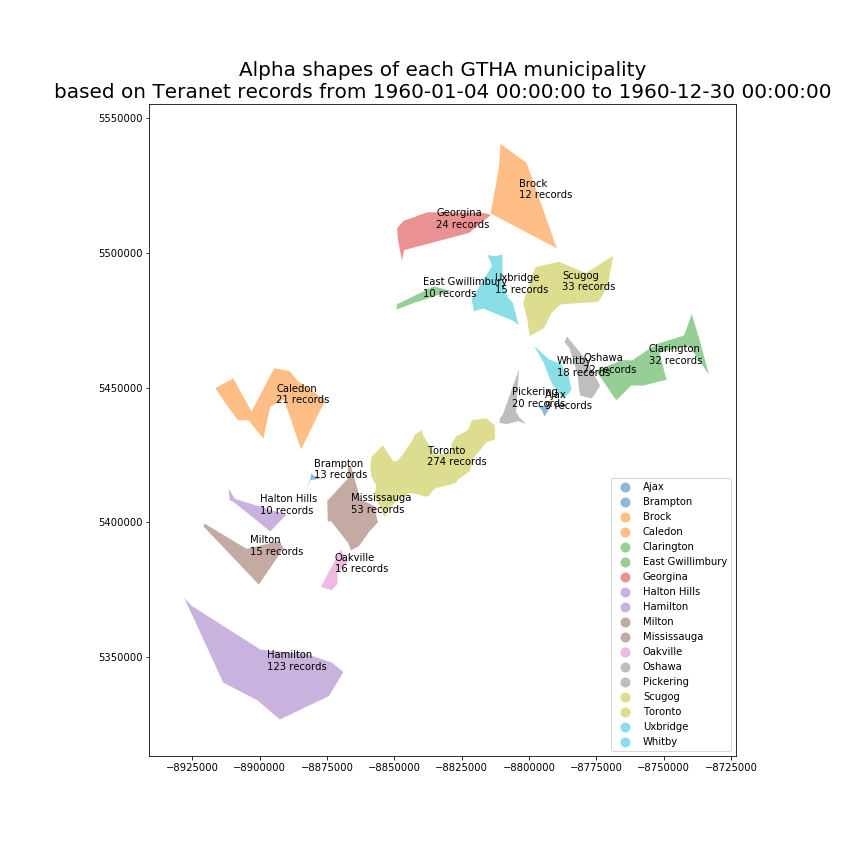 Alpha shapes of each GTHA municipality
based on Teranet records from 1960-01-04 00:00:00 to 1960-12-30 00:00:00
5550000
5500000
5450000
5400000
5350000
Brock
12 records
Georgina
24 records
East Gwillimbury
10 records
Uxbridge
15 records
Scugog
33 records
Clarington
32 records
Oshawa
72 records
Whitby
18 records
Pickering
20 records
Ajax
9 records
Caledon
21 records
Toronto
274 records
Brampton
13 records
Mississauga
53 records
Halton Hills
10 records
Milton
15 records
Oakville
16 records
Hamilton
123 records
Ajax
Brampton
Brock
Caledon
Clarington
East Gwillimbury
Georgina
Halton Hills
Hamilton
Milton
Mississauga
Oakville
Oshawa
Pickering
Scugog
Toronto
Uxbridge
Whitby
−8925000 −8900000 −8875000 −8850000 −8825000 −8800000 −8775000 −8750000 −8725000